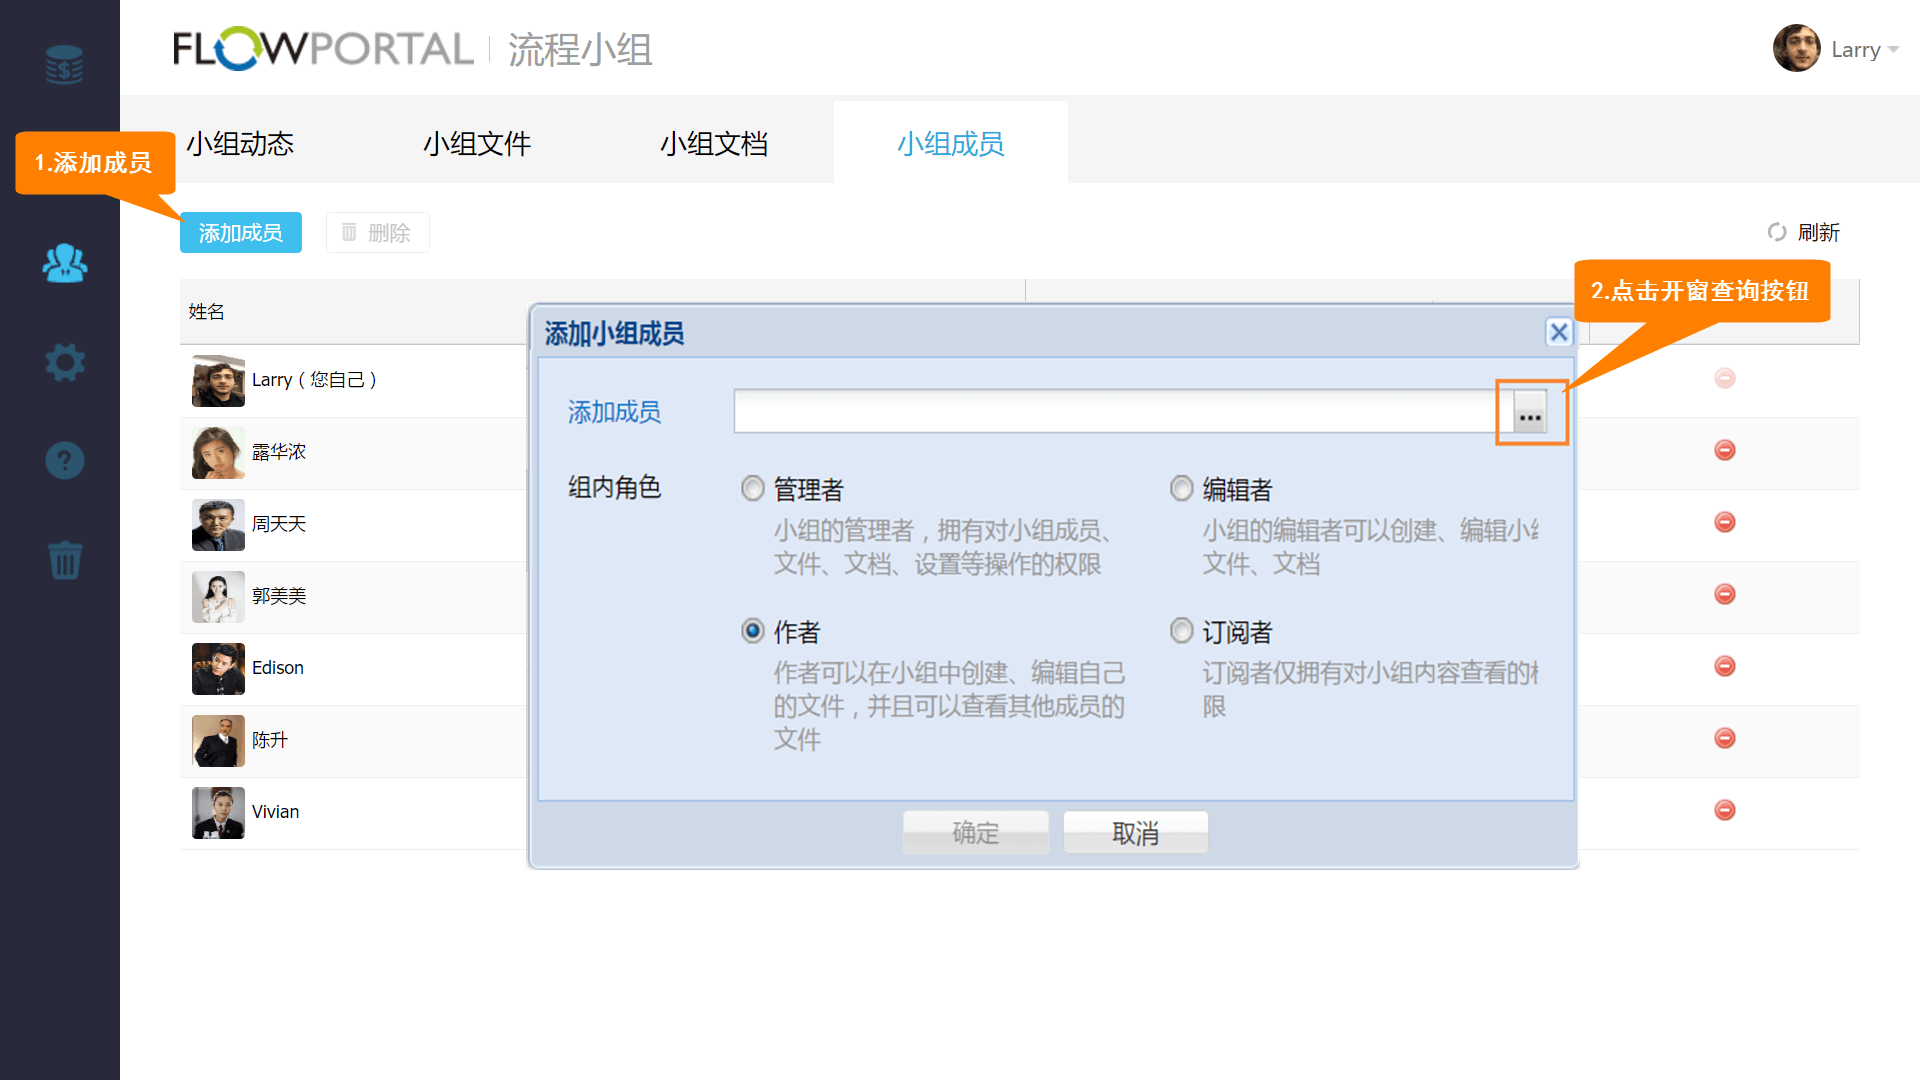 FLOWPORTAL 流程小组
Larry
小组动态 小组文件 小组文档 小组成员
1.添加成员
添加成员 删除 刷新
2.点击开窗查询按钮
姓名
添加小组成员
Larry（您自己）
添加成员
...
露华浓
组内角色
管理者
小组的管理者，拥有对小组成员、
文件、文档、设置等操作的权限
编辑者
小组的编辑者可以创建、编辑小
文件、文档
周天天
郭美美
作者
作者可以在小组中创建、编辑自己
的文件，并且可以查看其他成员的
文件
订阅者
订阅者仅拥有对小组内容查看的
限
Edison
陈升
Vivian
确定 取消